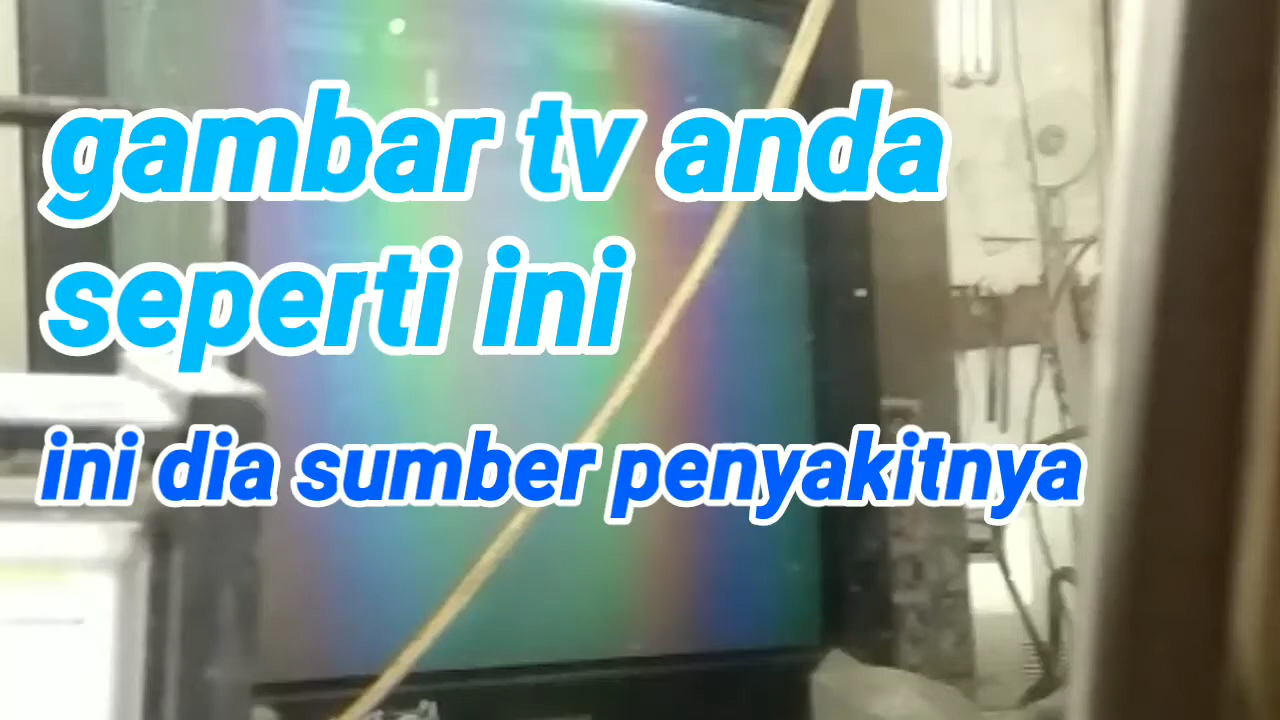 gambar tv anda
seperti ini
ini dia sumber penyakitnya